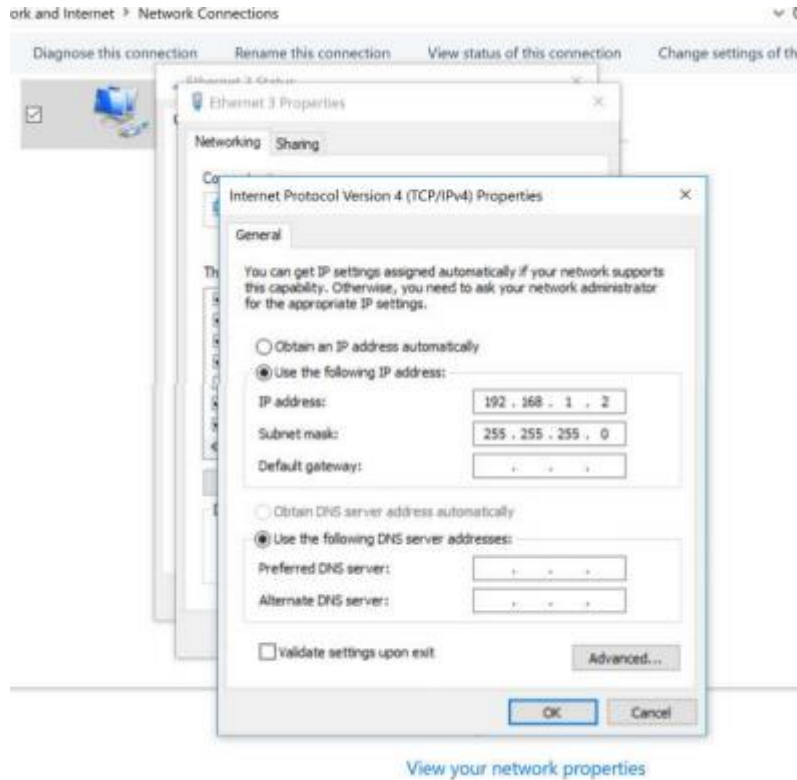 ork and Internet > Network Connections
Diagnose this connection Rename this connection View status of this connection Change settings of th
Ethernet 3 Status
Ethernet 3 Properties
Networking Sharing
Co
Internet Protocol Version 4 (TCP/IPv4) Properties
General
Th
You can get IP settings assigned automatically if your network supports
this capability. Otherwise, you need to ask your network administrator
for the appropriate IP settings.
Obtain an IP address automatically
Use the following IP address:
IP address: 192 . 168 . 1 . 2
Subnet mask: 255 . 255 . 255 . 0
Default gateway: . . .
Obtain DNS server address automatically
Use the following DNS server addresses:
Preferred DNS server: . . .
Alternate DNS server: . . .
Validate settings upon exit
Advanced...
OK Cancel
View your network properties